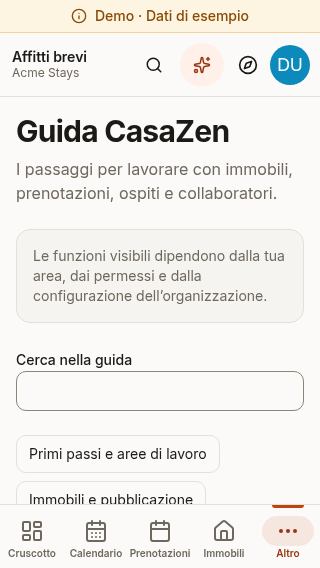 Demo · Dati di esempio
Affitti brevi
Acme Stays
DU
Guida CasaZen
I passaggi per lavorare con immobili,
prenotazioni, ospiti e collaboratori.
Le funzioni visibili dipendono dalla tua
area, dai permessi e dalla
configurazione dell’organizzazione.
Cerca nella guida
Primi passi e aree di lavoro
Immobili e pubblicazione
Cruscotto
Calendario
Prenotazioni
Immobili
Altro